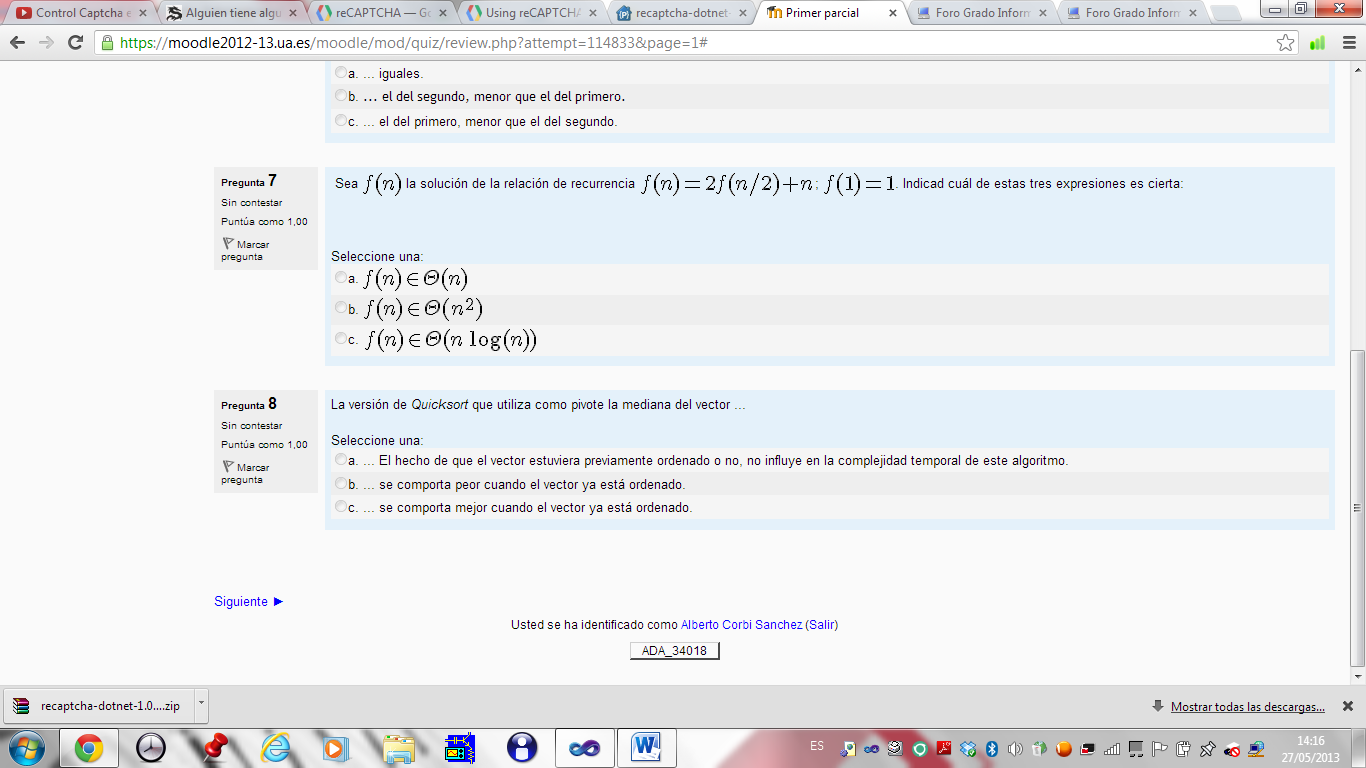 Control Captcha e
Alguien tiene algu
reCAPTCHA — Go
Using reCAPTCHA
recaptcha-dotnet-
Primer parcial
Foro Grado Inform
Foro Grado Inform
https://moodle2012-13.ua.es/moodle/mod/quiz/review.php?attempt=114833&page=1#
a. ... iguales.
b. ... el del segundo, menor que el del primero.
c. ... el del primero, menor que el del segundo.
Pregunta 7
Sin contestar
Puntúa como 1,00
Marcar
pregunta
Sea f(n) la solución de la relación de recurrencia f(n)=2f(n/2)+n; f(1)=1. Indicad cuál de estas tres expresiones es cierta:
Seleccione una:
a. f(n)∈Θ(n)
b. f(n)∈Θ(n²)
c. f(n)∈Θ(n log(n))
Pregunta 8
Sin contestar
Puntúa como 1,00
Marcar
pregunta
La versión de Quicksort que utiliza como pivote la mediana del vector ...
Seleccione una:
a. ... El hecho de que el vector estuviera previamente ordenado o no, no influye en la complejidad temporal de este algoritmo.
b. ... se comporta peor cuando el vector ya está ordenado.
c. ... se comporta mejor cuando el vector ya está ordenado.
Siguiente ►
Usted se ha identificado como Alberto Corbi Sanchez (Salir)
ADA_34018
recaptcha-dotnet-1.0....zip
Mostrar todas las descargas...
ES
14:16
27/05/2013